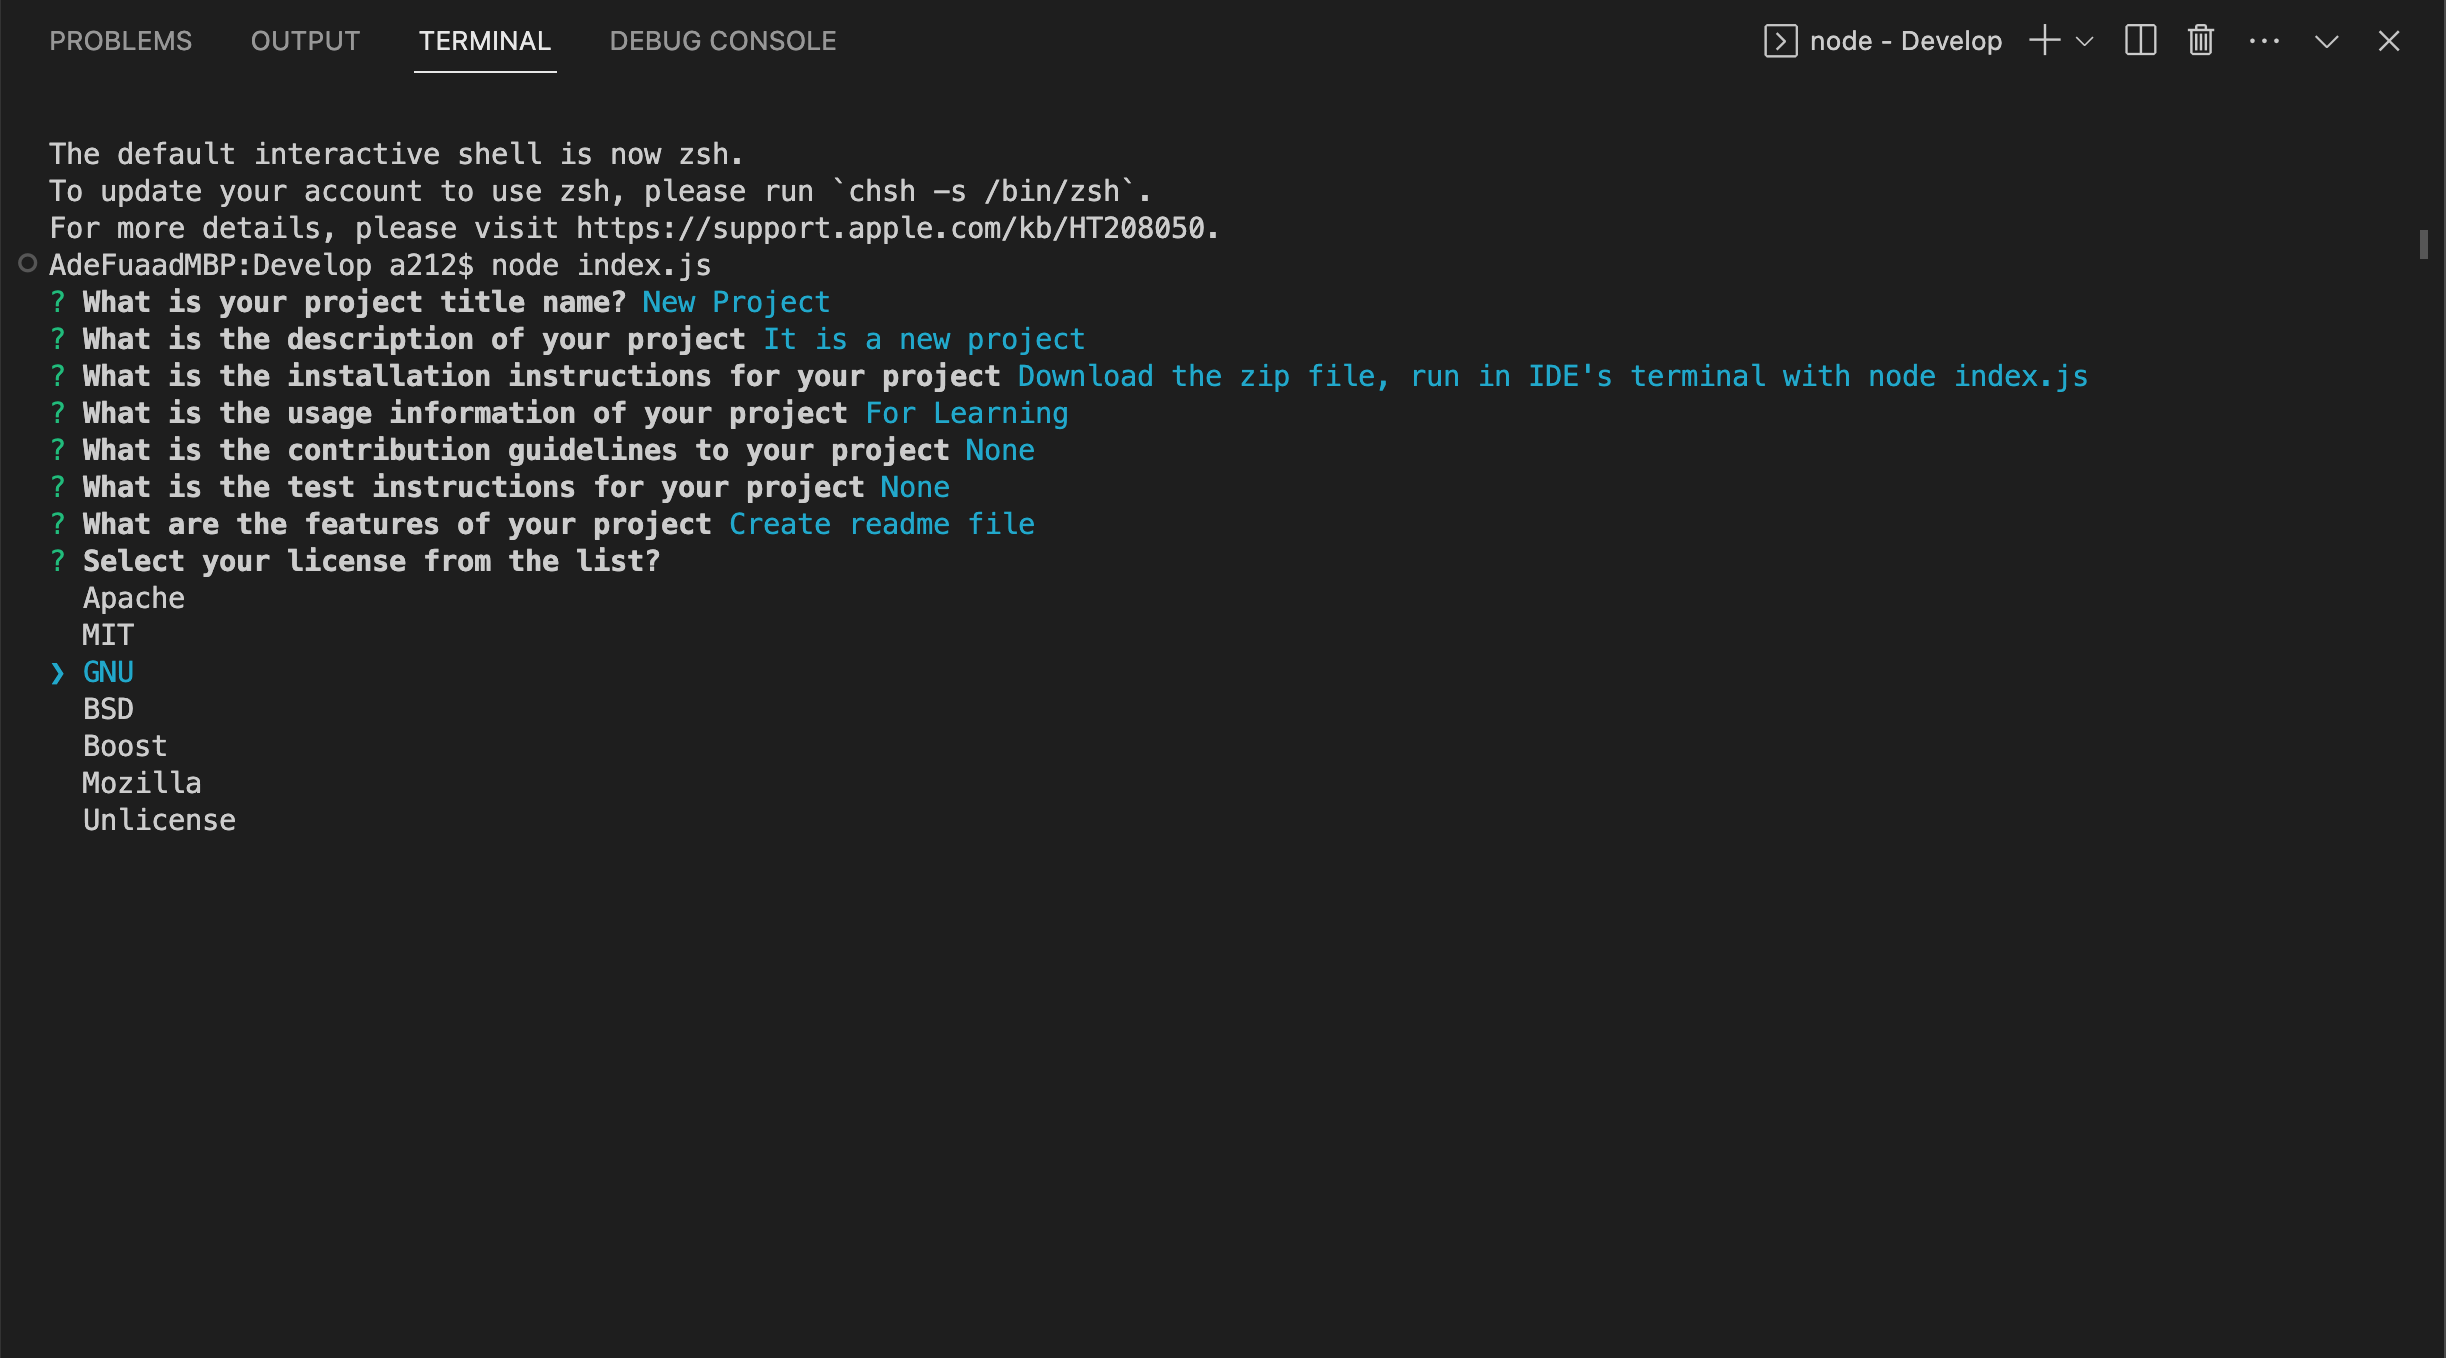 PROBLEMS OUTPUT TERMINAL DEBUG CONSOLE node - Develop
The default interactive shell is now zsh.
To update your account to use zsh, please run `chsh -s /bin/zsh`.
For more details, please visit https://support.apple.com/kb/HT208050.
AdeFuaadMBP:Develop a212$ node index.js
? What is your project title name? New Project
? What is the description of your project It is a new project
? What is the installation instructions for your project Download the zip file, run in IDE's terminal with node index.js
? What is the usage information of your project For Learning
? What is the contribution guidelines to your project None
? What is the test instructions for your project None
? What are the features of your project Create readme file
? Select your license from the list?
Apache
MIT
❯ GNU
BSD
Boost
Mozilla
Unlicense